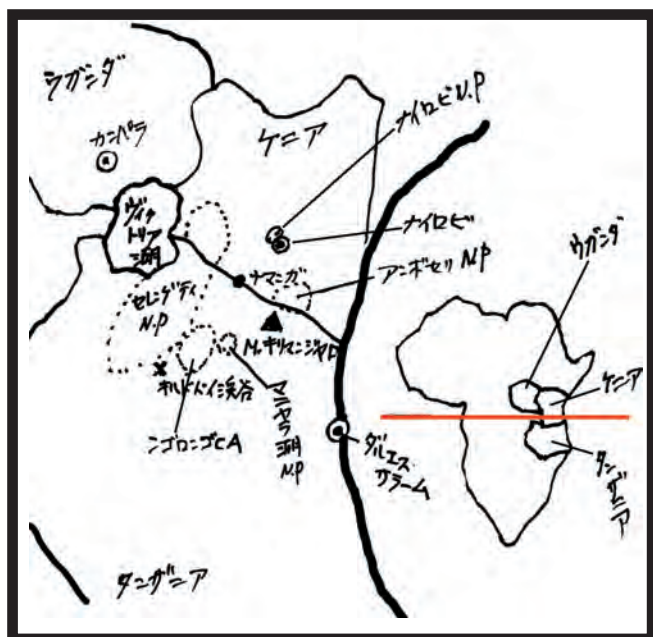 ウガンダ
カンパラ
ケニア
ナイロビN.P
ナイロビ
ヴィク
トリア
湖
ナマンガ
アンボセリ N.P
セレンゲティ
N.P
Mt.キリマンジャロ
オルドバイ渓谷
ンゴロンゴロCA
マニヤラ湖N.P
ダルエス
サラーム
タンザニア
ウガンダ
ケニア
タンザニア